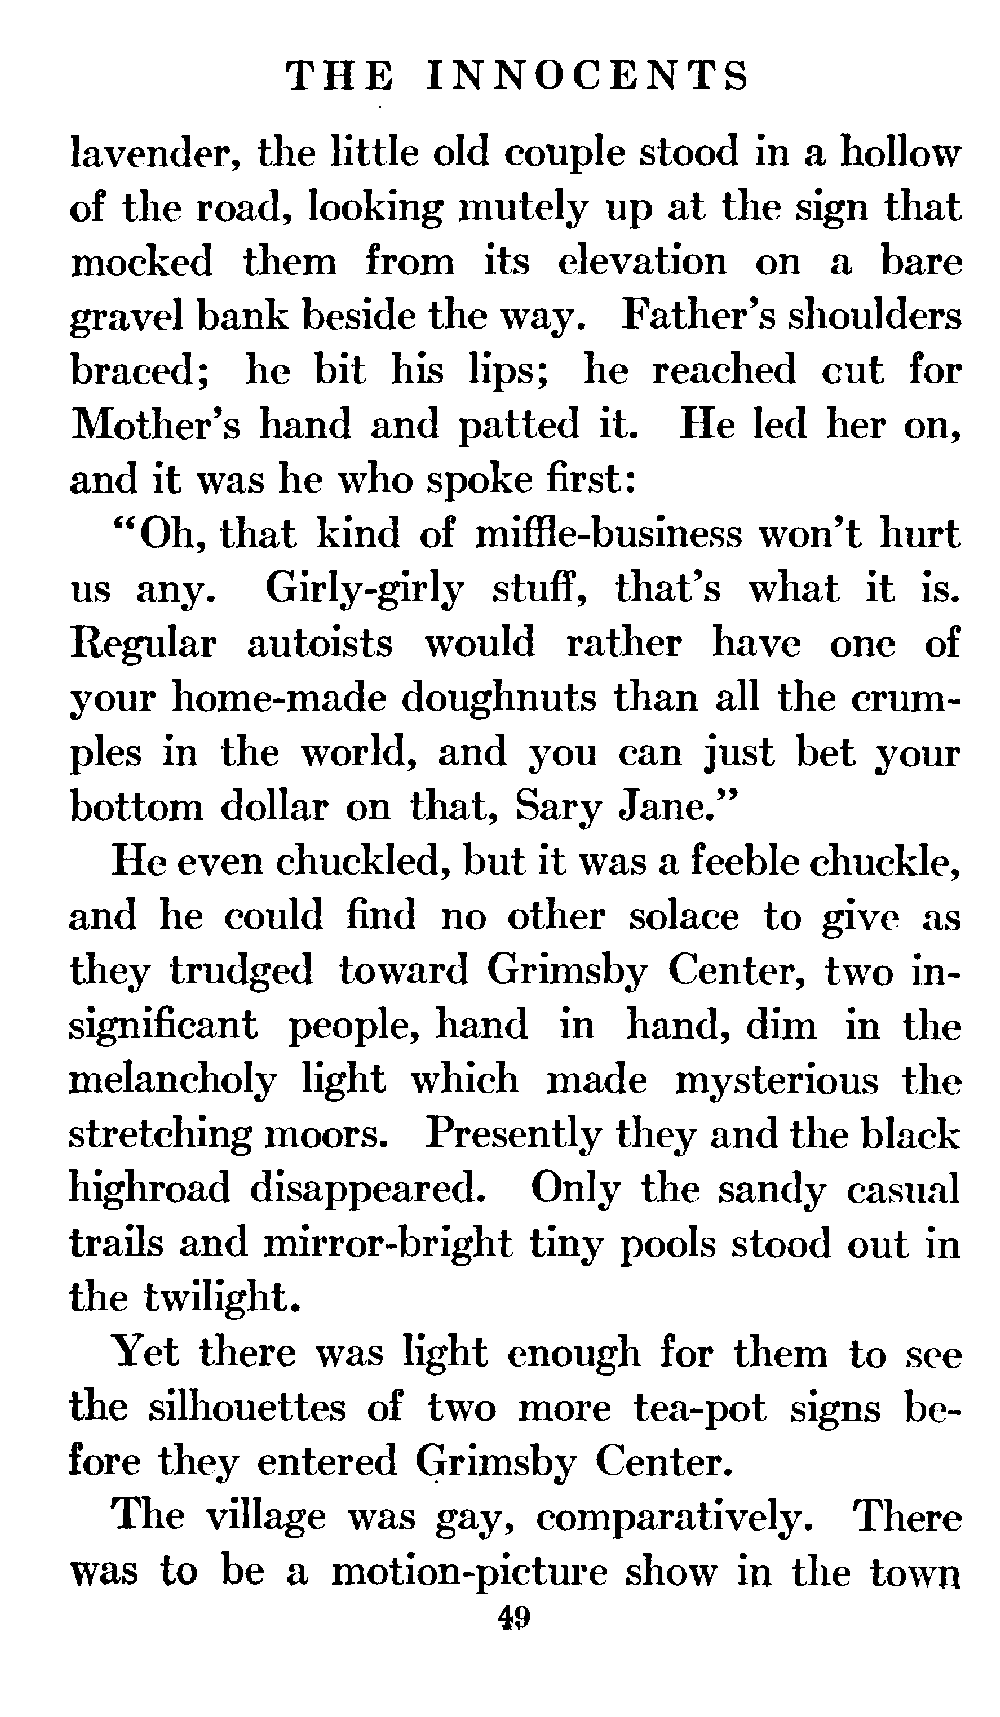 THE INNOCENTS
lavender, the little old couple stood in a hollow
of the road, looking mutely up at the sign that
mocked them from its elevation on a bare
gravel bank beside the way. Father's shoulders
braced; he bit his lips; he reached cut for
Mother's hand and patted it. He led her on,
and it was he who spoke first:
"Oh, that kind of miffle-business won't hurt
us any. Girly-girly stuff, that's what it is.
Regular autoists would rather have one of
your home-made doughnuts than all the crum-
ples in the world, and you can just bet your
bottom dollar on that, Sary Jane."
He even chuckled, but it was a feeble chuckle,
and he could find no other solace to give as
they trudged toward Grimsby Center, two in-
significant people, hand in hand, dim in the
melancholy light which made mysterious the
stretching moors. Presently they and the black
highroad disappeared. Only the sandy casual
trails and mirror-bright tiny pools stood out in
the twilight.
Yet there was light enough for them to see
the silhouettes of two more tea-pot signs be-
fore they entered Grimsby Center.
The village was gay, comparatively. There
was to be a motion-picture show in the town
49